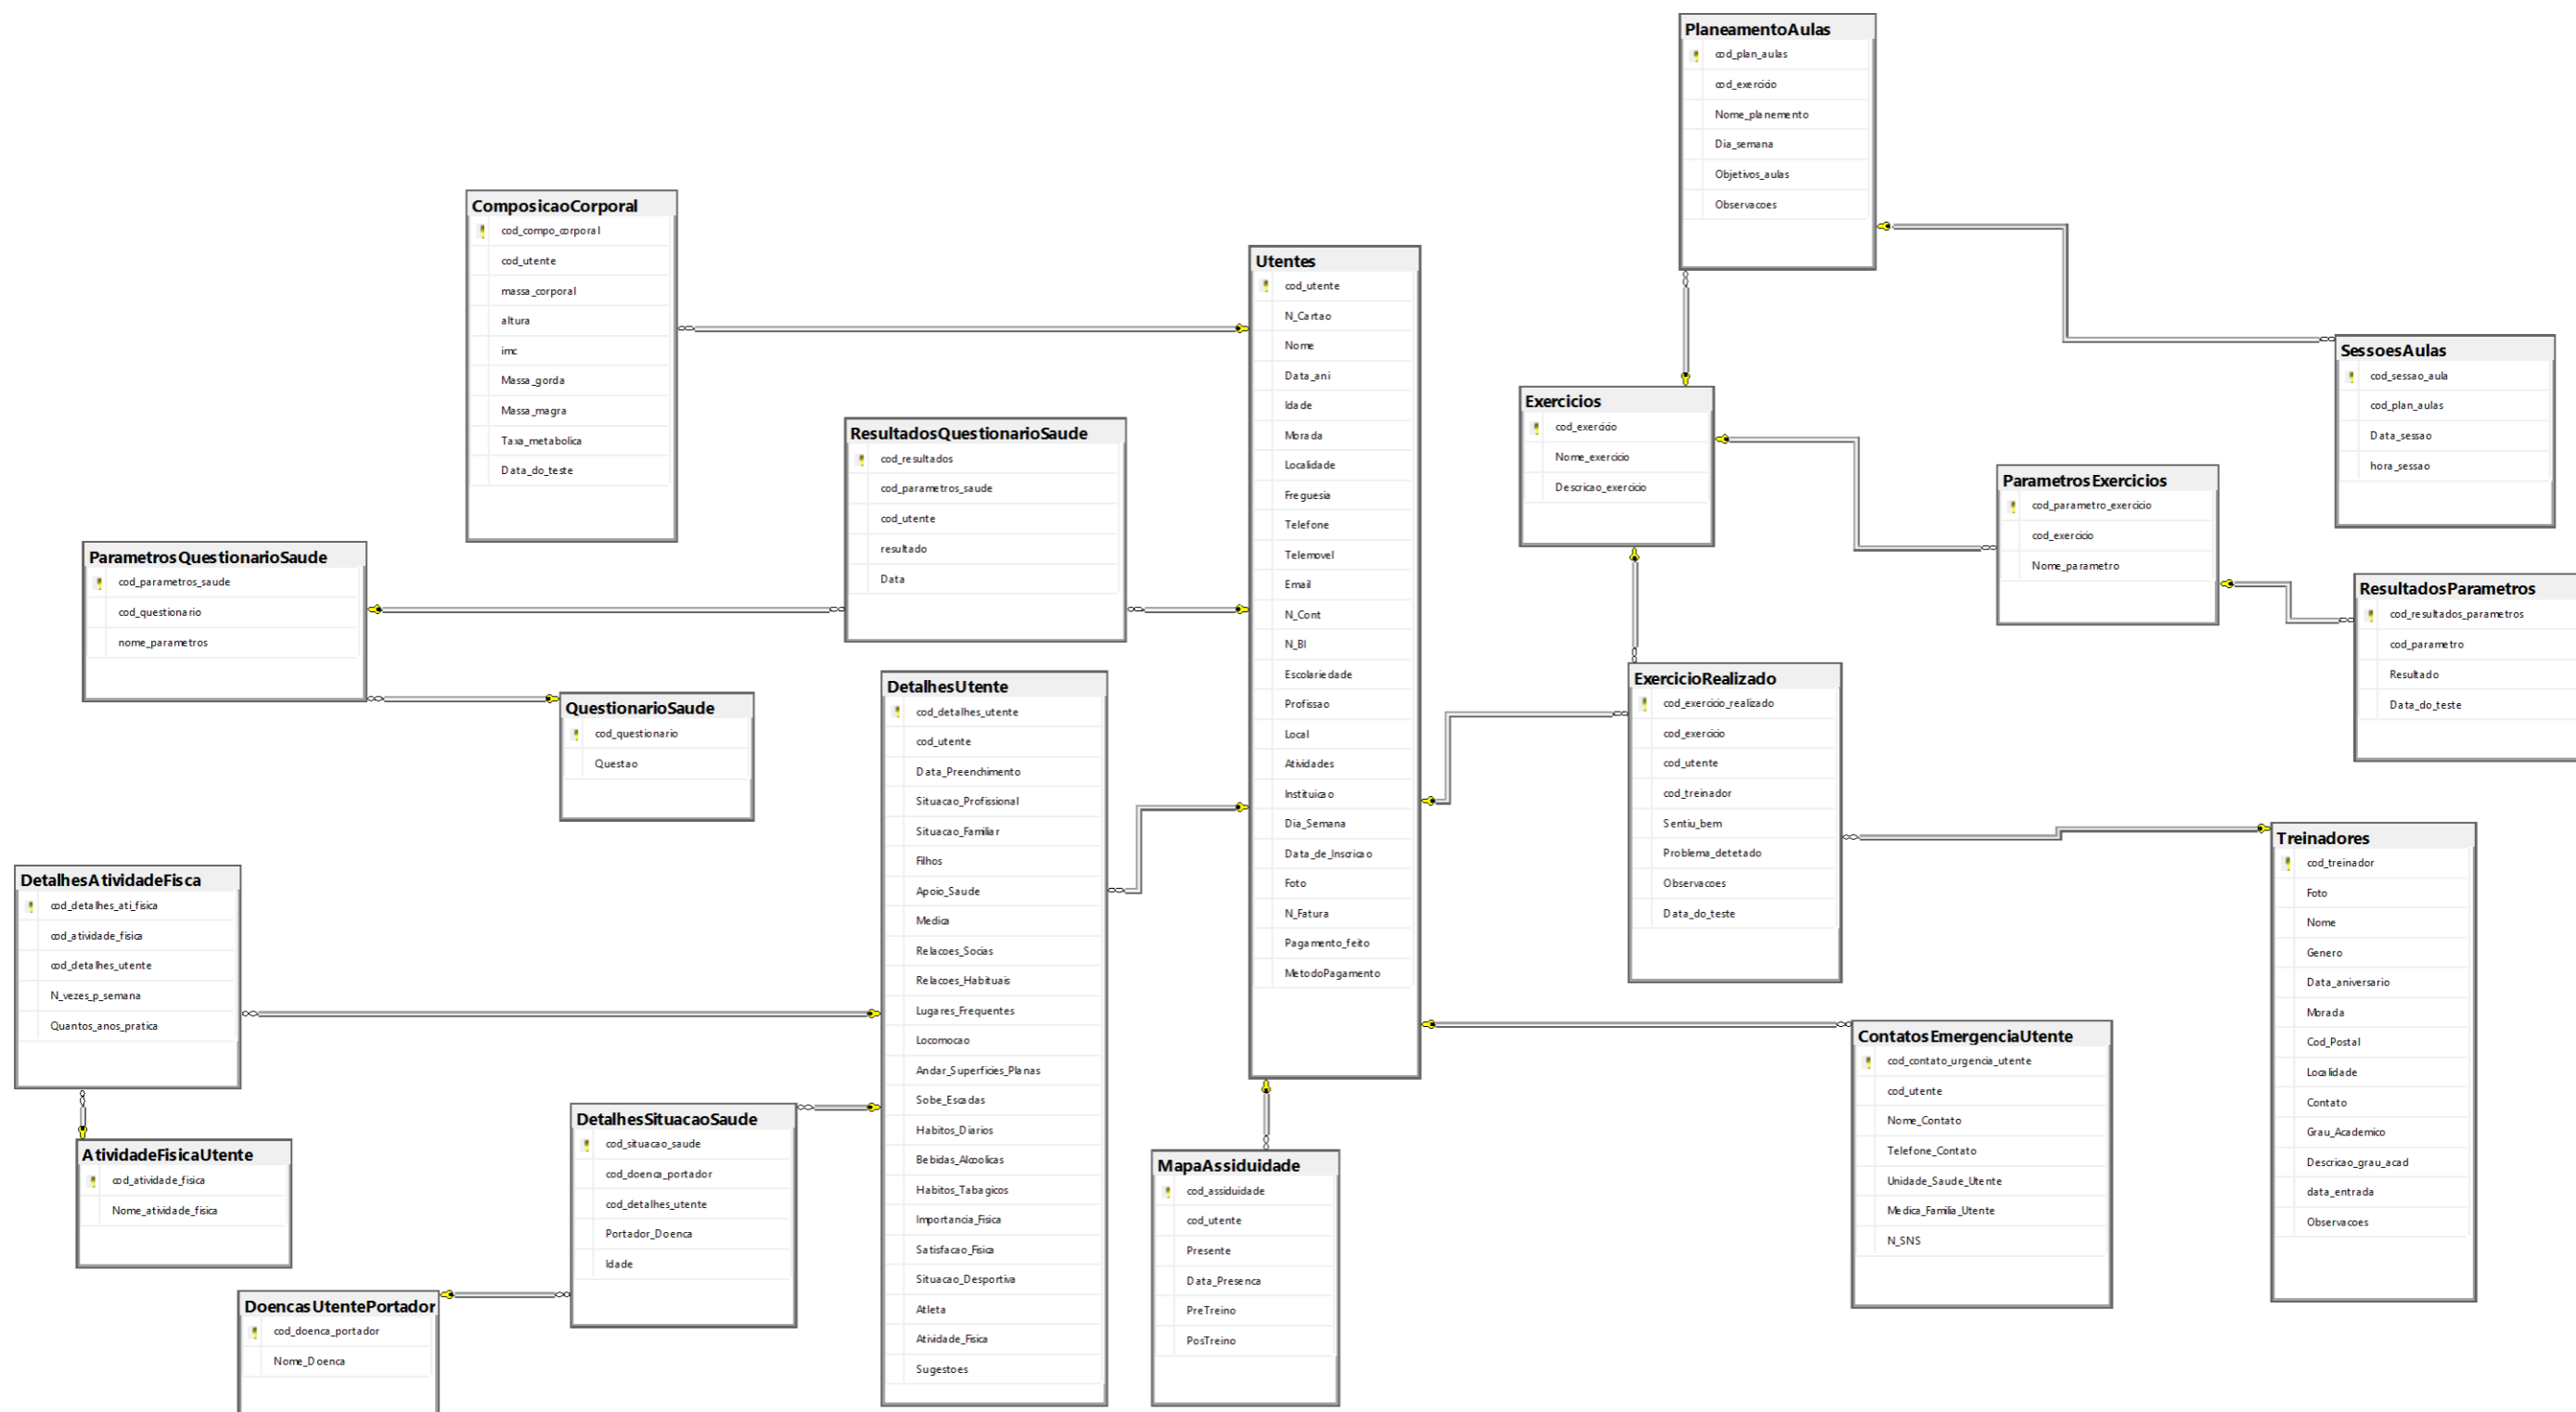 PlaneamentoAulas
cod_plan_aulas
cod_exercicio
Nome_planemento
Dia_semana
Objetivos_aulas
Observacoes
ComposicaoCorporal
cod_compo_corporal
cod_utente
massa_corporal
altura
imc
Massa_gorda
Massa_magra
Taxa_metabolica
Data_do_teste
Utentes
cod_utente
N_Cartao
Nome
Data_ani
Idade
Morada
Localidade
Freguesia
Telefone
Telemovel
Email
N_Cont
N_BI
Escolariedade
Profissao
Local
Atividades
Instituicao
Dia_Semana
Data_de_Inscricao
Foto
N_Fatura
Pagamento_feito
MetodoPagamento
SessoesAulas
cod_sessao_aula
cod_plan_aulas
Data_sessao
hora_sessao
Exercicios
cod_exercicio
Nome_exercicio
Descricao_exercicio
ResultadosQuestionarioSaude
cod_resultados
cod_parametros_saude
cod_utente
resultado
Data
ParametrosExercicios
cod_parametro_exercicio
cod_exercicio
Nome_parametro
ParametrosQuestionarioSaude
cod_parametros_saude
cod_questionario
nome_parametros
ResultadosParametros
cod_resultados_parametros
cod_parametro
Resultado
Data_do_teste
ExercicioRealizado
cod_exercicio_realizado
cod_exercicio
cod_utente
cod_treinador
Sentiu_bem
Problema_detetado
Observacoes
Data_do_teste
DetalhesUtente
cod_detalhes_utente
cod_utente
Data_Preenchimento
Situacao_Profissional
Situacao_Familiar
Filhos
Apoio_Saude
Medica
Relacoes_Socias
Relacoes_Habituais
Lugares_Frequentes
Locomocao
Andar_Superficies_Planas
Sobe_Escadas
Habitos_Diarios
Bebidas_Alcoolicas
Habitos_Tabagicos
Importancia_Fisica
Satisfacao_Fisica
Situacao_Desportiva
Atleta
Atividade_Fisica
Sugestoes
QuestionarioSaude
cod_questionario
Questao
Treinadores
cod_treinador
Foto
Nome
Genero
Data_aniversario
Morada
Cod_Postal
Localidade
Contato
Grau_Academico
Descricao_grau_acad
data_entrada
Observacoes
DetalhesAtividadeFisca
cod_detalhes_ati_fisica
cod_atividade_fisica
cod_detalhes_utente
N_vezes_p_semana
Quantos_anos_pratica
ContatosEmergenciaUtente
cod_contato_urgencia_utente
cod_utente
Nome_Contato
Telefone_Contato
Unidade_Saude_Utente
Medica_Familia_Utente
N_SNS
DetalhesSituacaoSaude
cod_situacao_saude
cod_doenca_portador
cod_detalhes_utente
Portador_Doenca
Idade
AtividadeFisicaUtente
cod_atividade_fisica
Nome_atividade_fisica
MapaAssiduidade
cod_assiduidade
cod_utente
Presente
Data_Presenca
PreTreino
PosTreino
DoencasUtentePortador
cod_doenca_portador
Nome_Doenca